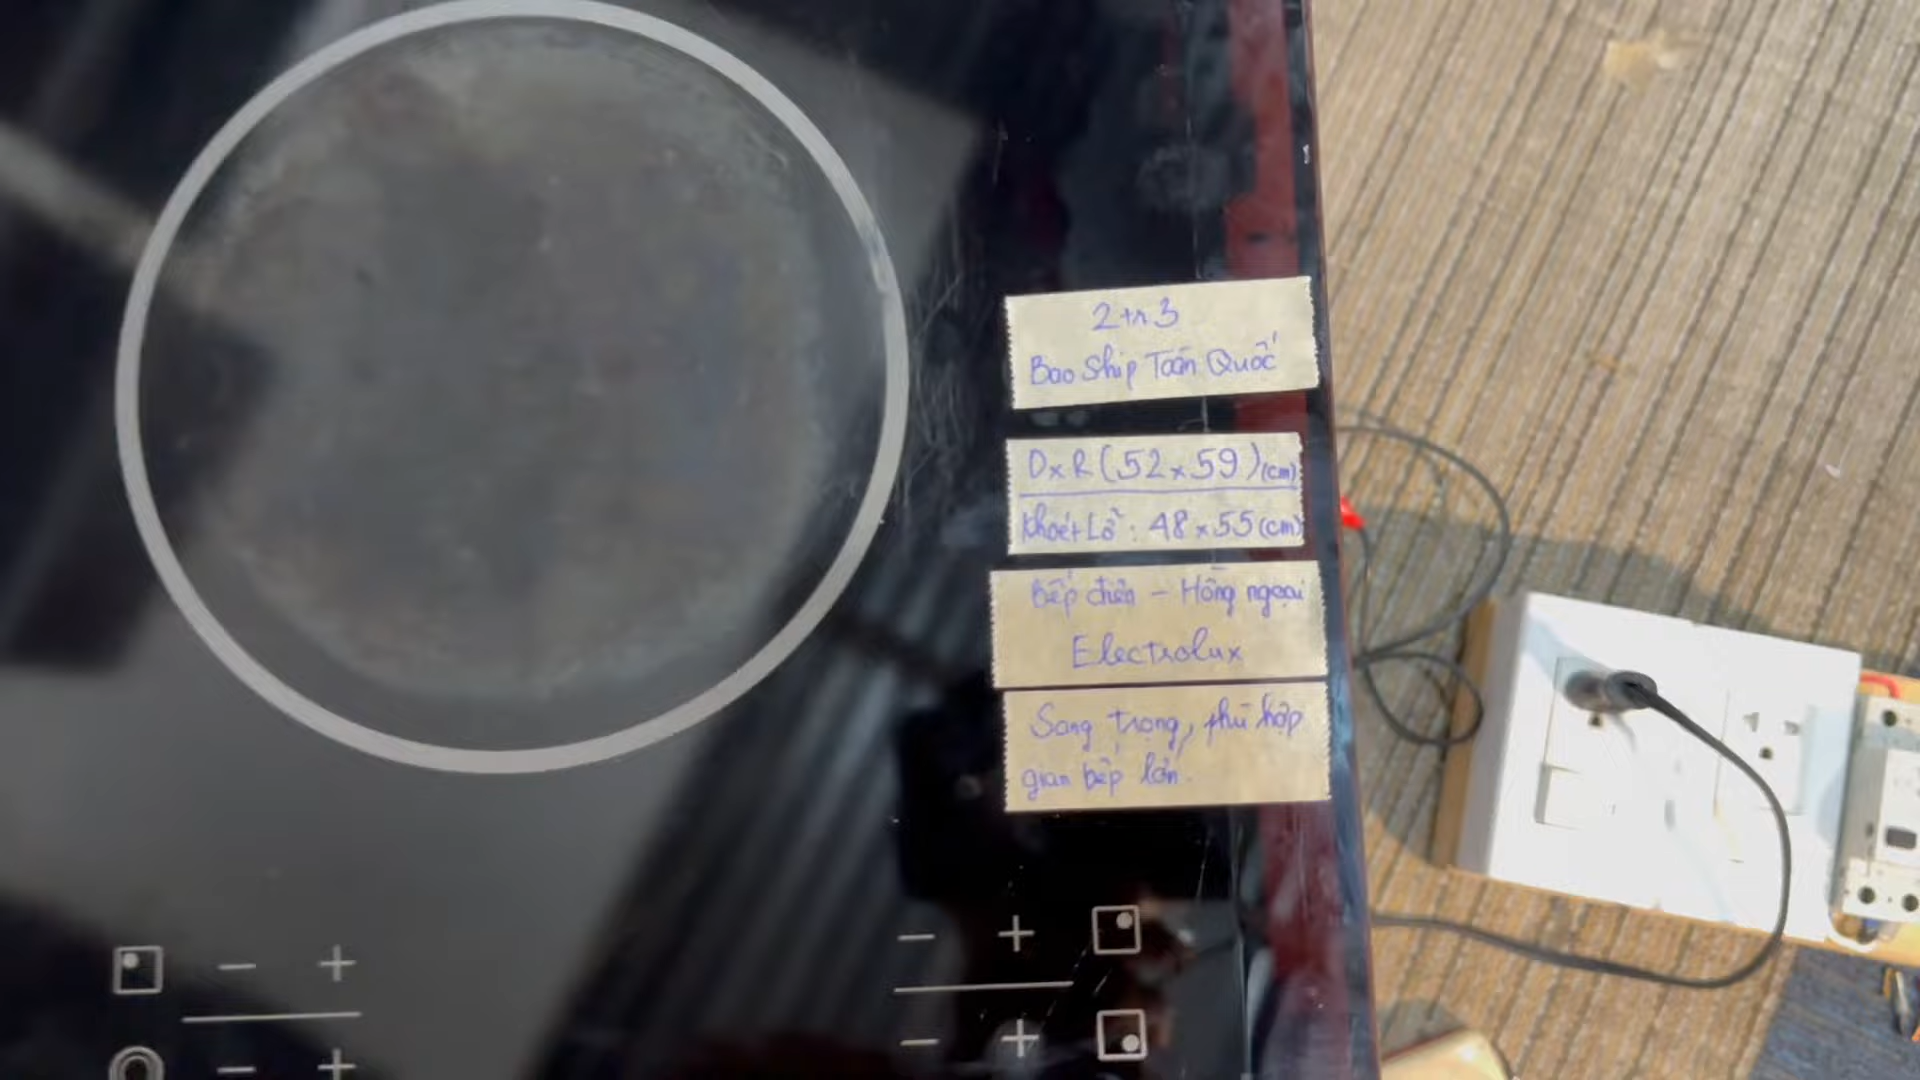 2tr3
Bao Ship Toàn Quốc
DxR (52x59)(cm)
Khoét Lỗ: 48x55(cm)
Bếp điện - Hồng ngoại
Electrolux
Sang trọng, phù hợp
gian bếp lớn.